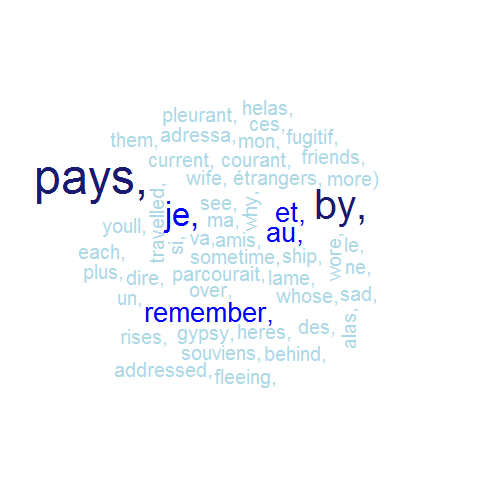 helas,
pleurant,
ces,
them, adressa, mon, fugitif,
current, courant, friends,
pays, wife, étrangers, more)
travelled, see, why,
je, et, by,
youll, ma, au,
si, va, amis, wore, le,
each, sometime, ship,
plus, dire, parcourait, lame, ne,
un, over, whose, sad,
remember,
rises, gypsy, heres, des, alas,
souviens, behind,
addressed, fleeing,